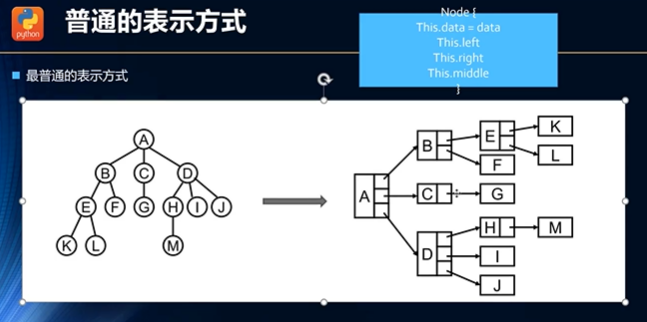 python
普通的表示方式
Node {
This.data = data
This.left
This.right
This.middle
}
最普通的表示方式
A
B C D
E F G H I J
K L M
A
B
C
D
E
F
G
H
I
J
K
L
M